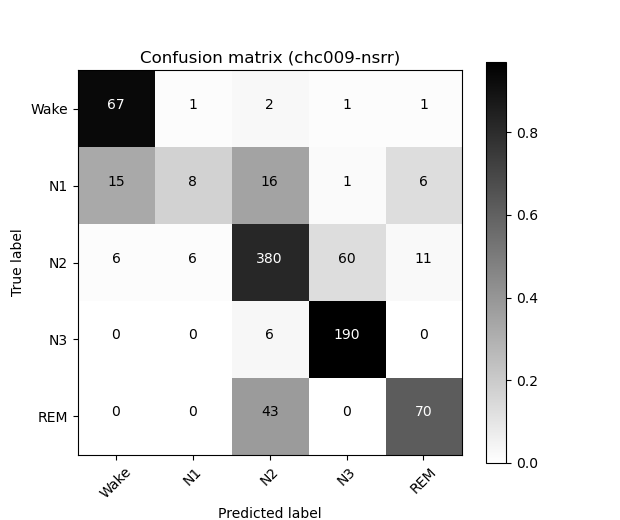 Confusion matrix (chc009-nsrr)
Wake 67 1 2 1 1
N1 15 8 16 1 6
N2 6 6 380 60 11
N3 0 0 6 190 0
REM 0 0 43 0 70
Wake N1 N2 N3 REM
Predicted label
True label
0.8
0.6
0.4
0.2
0.0